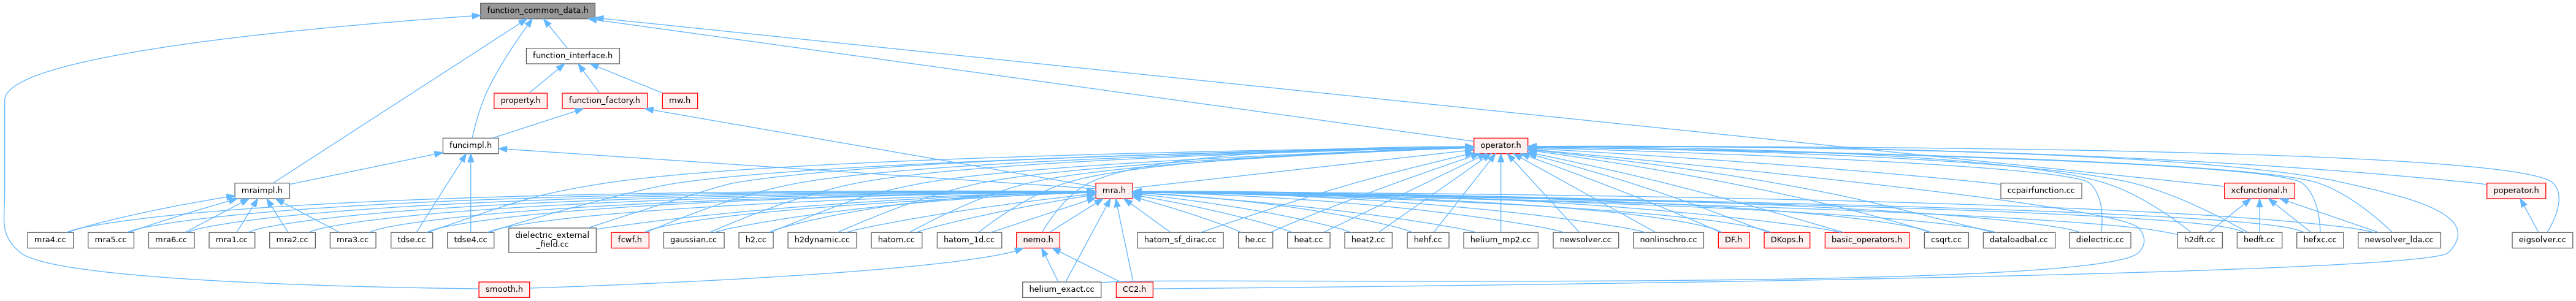 function_common_data.h
function_interface.h
property.h
function_factory.h
mw.h
funcimpl.h
operator.h
mraimpl.h
mra.h
ccpairfunction.cc
xcfunctional.h
poperator.h
mra4.cc
mra5.cc
mra6.cc
mra1.cc
mra2.cc
mra3.cc
tdse.cc
tdse4.cc
dielectric_external
_field.cc
fcwf.h
gaussian.cc
h2.cc
h2dynamic.cc
hatom.cc
hatom_1d.cc
nemo.h
hatom_sf_dirac.cc
he.cc
heat.cc
heat2.cc
hehf.cc
helium_mp2.cc
newsolver.cc
nonlinschro.cc
DF.h
DKops.h
basic_operators.h
csqrt.cc
dataloadbal.cc
dielectric.cc
h2dft.cc
hedft.cc
hefxc.cc
newsolver_lda.cc
eigsolver.cc
smooth.h
helium_exact.cc
CC2.h